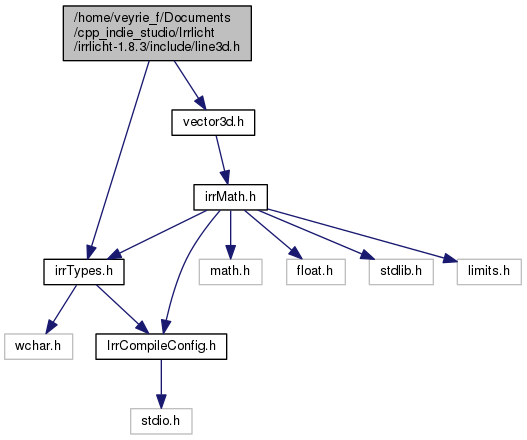 /home/veyrie_f/Documents
/cpp_indie_studio/Irrlicht
/irrlicht-1.8.3/include/line3d.h
vector3d.h
irrMath.h
irrTypes.h
math.h
float.h
stdlib.h
limits.h
wchar.h
IrrCompileConfig.h
stdio.h